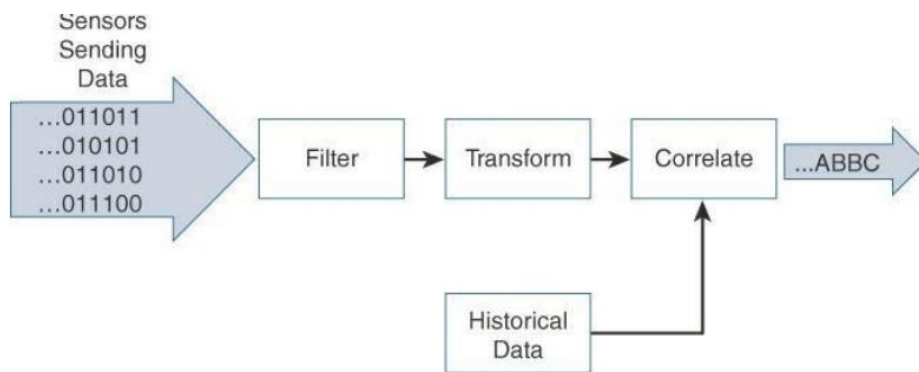 Sensors
Sending
Data
...011011
...010101
...011010
...011100
Filter
Transform
Correlate
...ABBC
Historical
Data